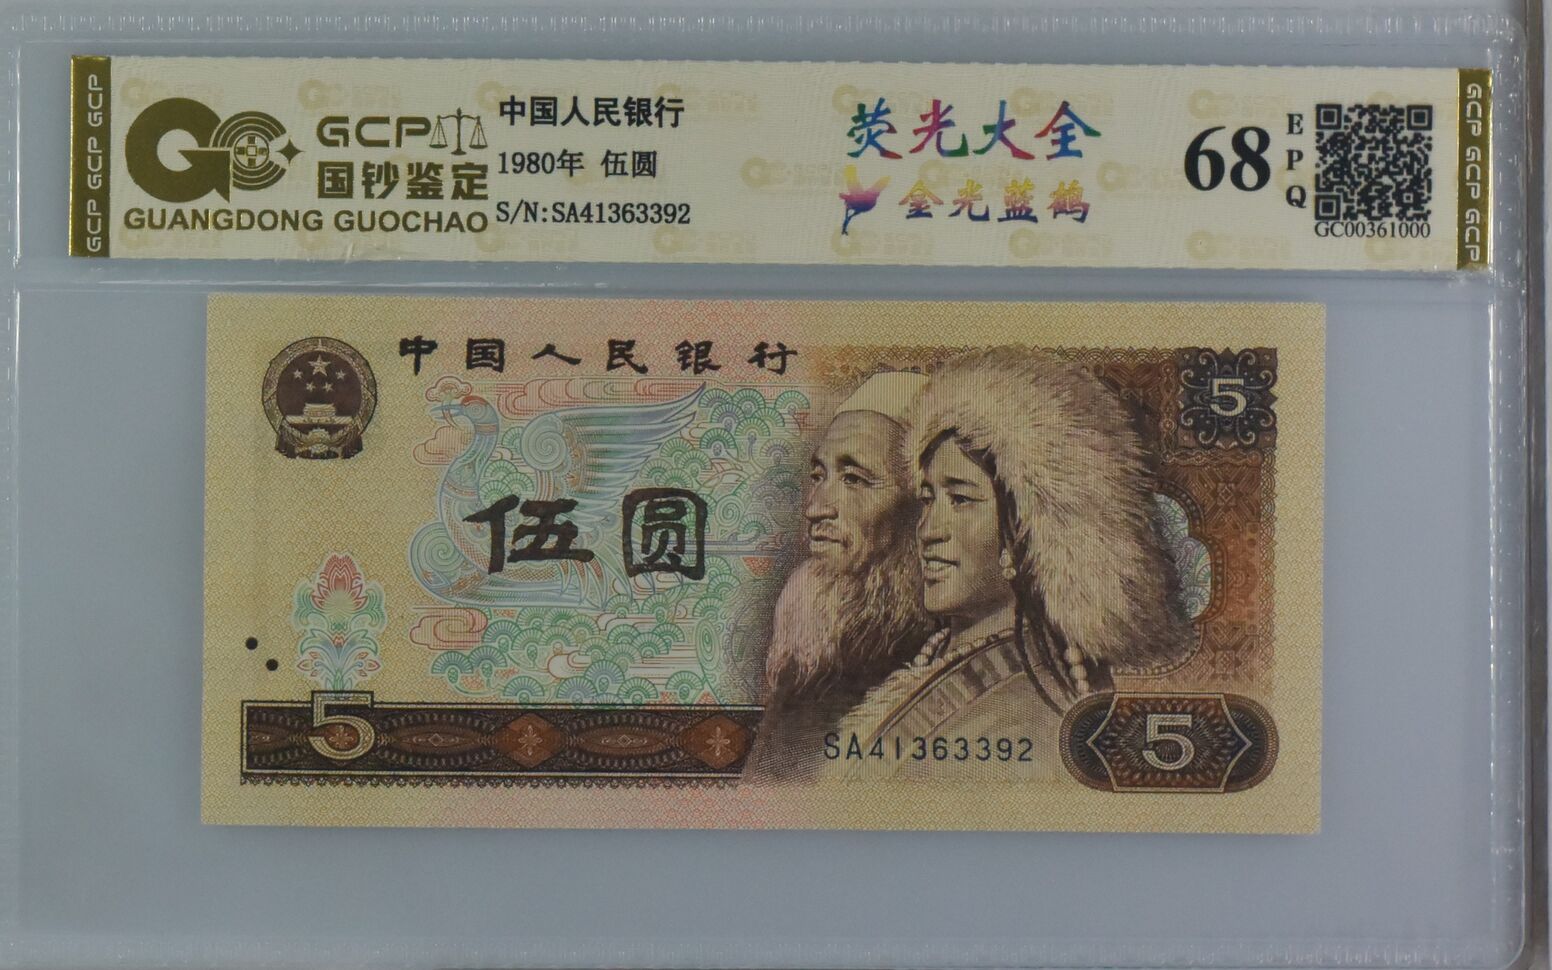 GCP GCP GCP
GCP
国钞鉴定
GUANGDONG GUOCHAO
中国人民银行
1980年 伍圆
S/N:SA41363392
荧光大全
金光蓝鹤
68
EPQ
GC00361000
GCP GCP GCP
中国人民银行
5
伍圆
5
SA41363392
5